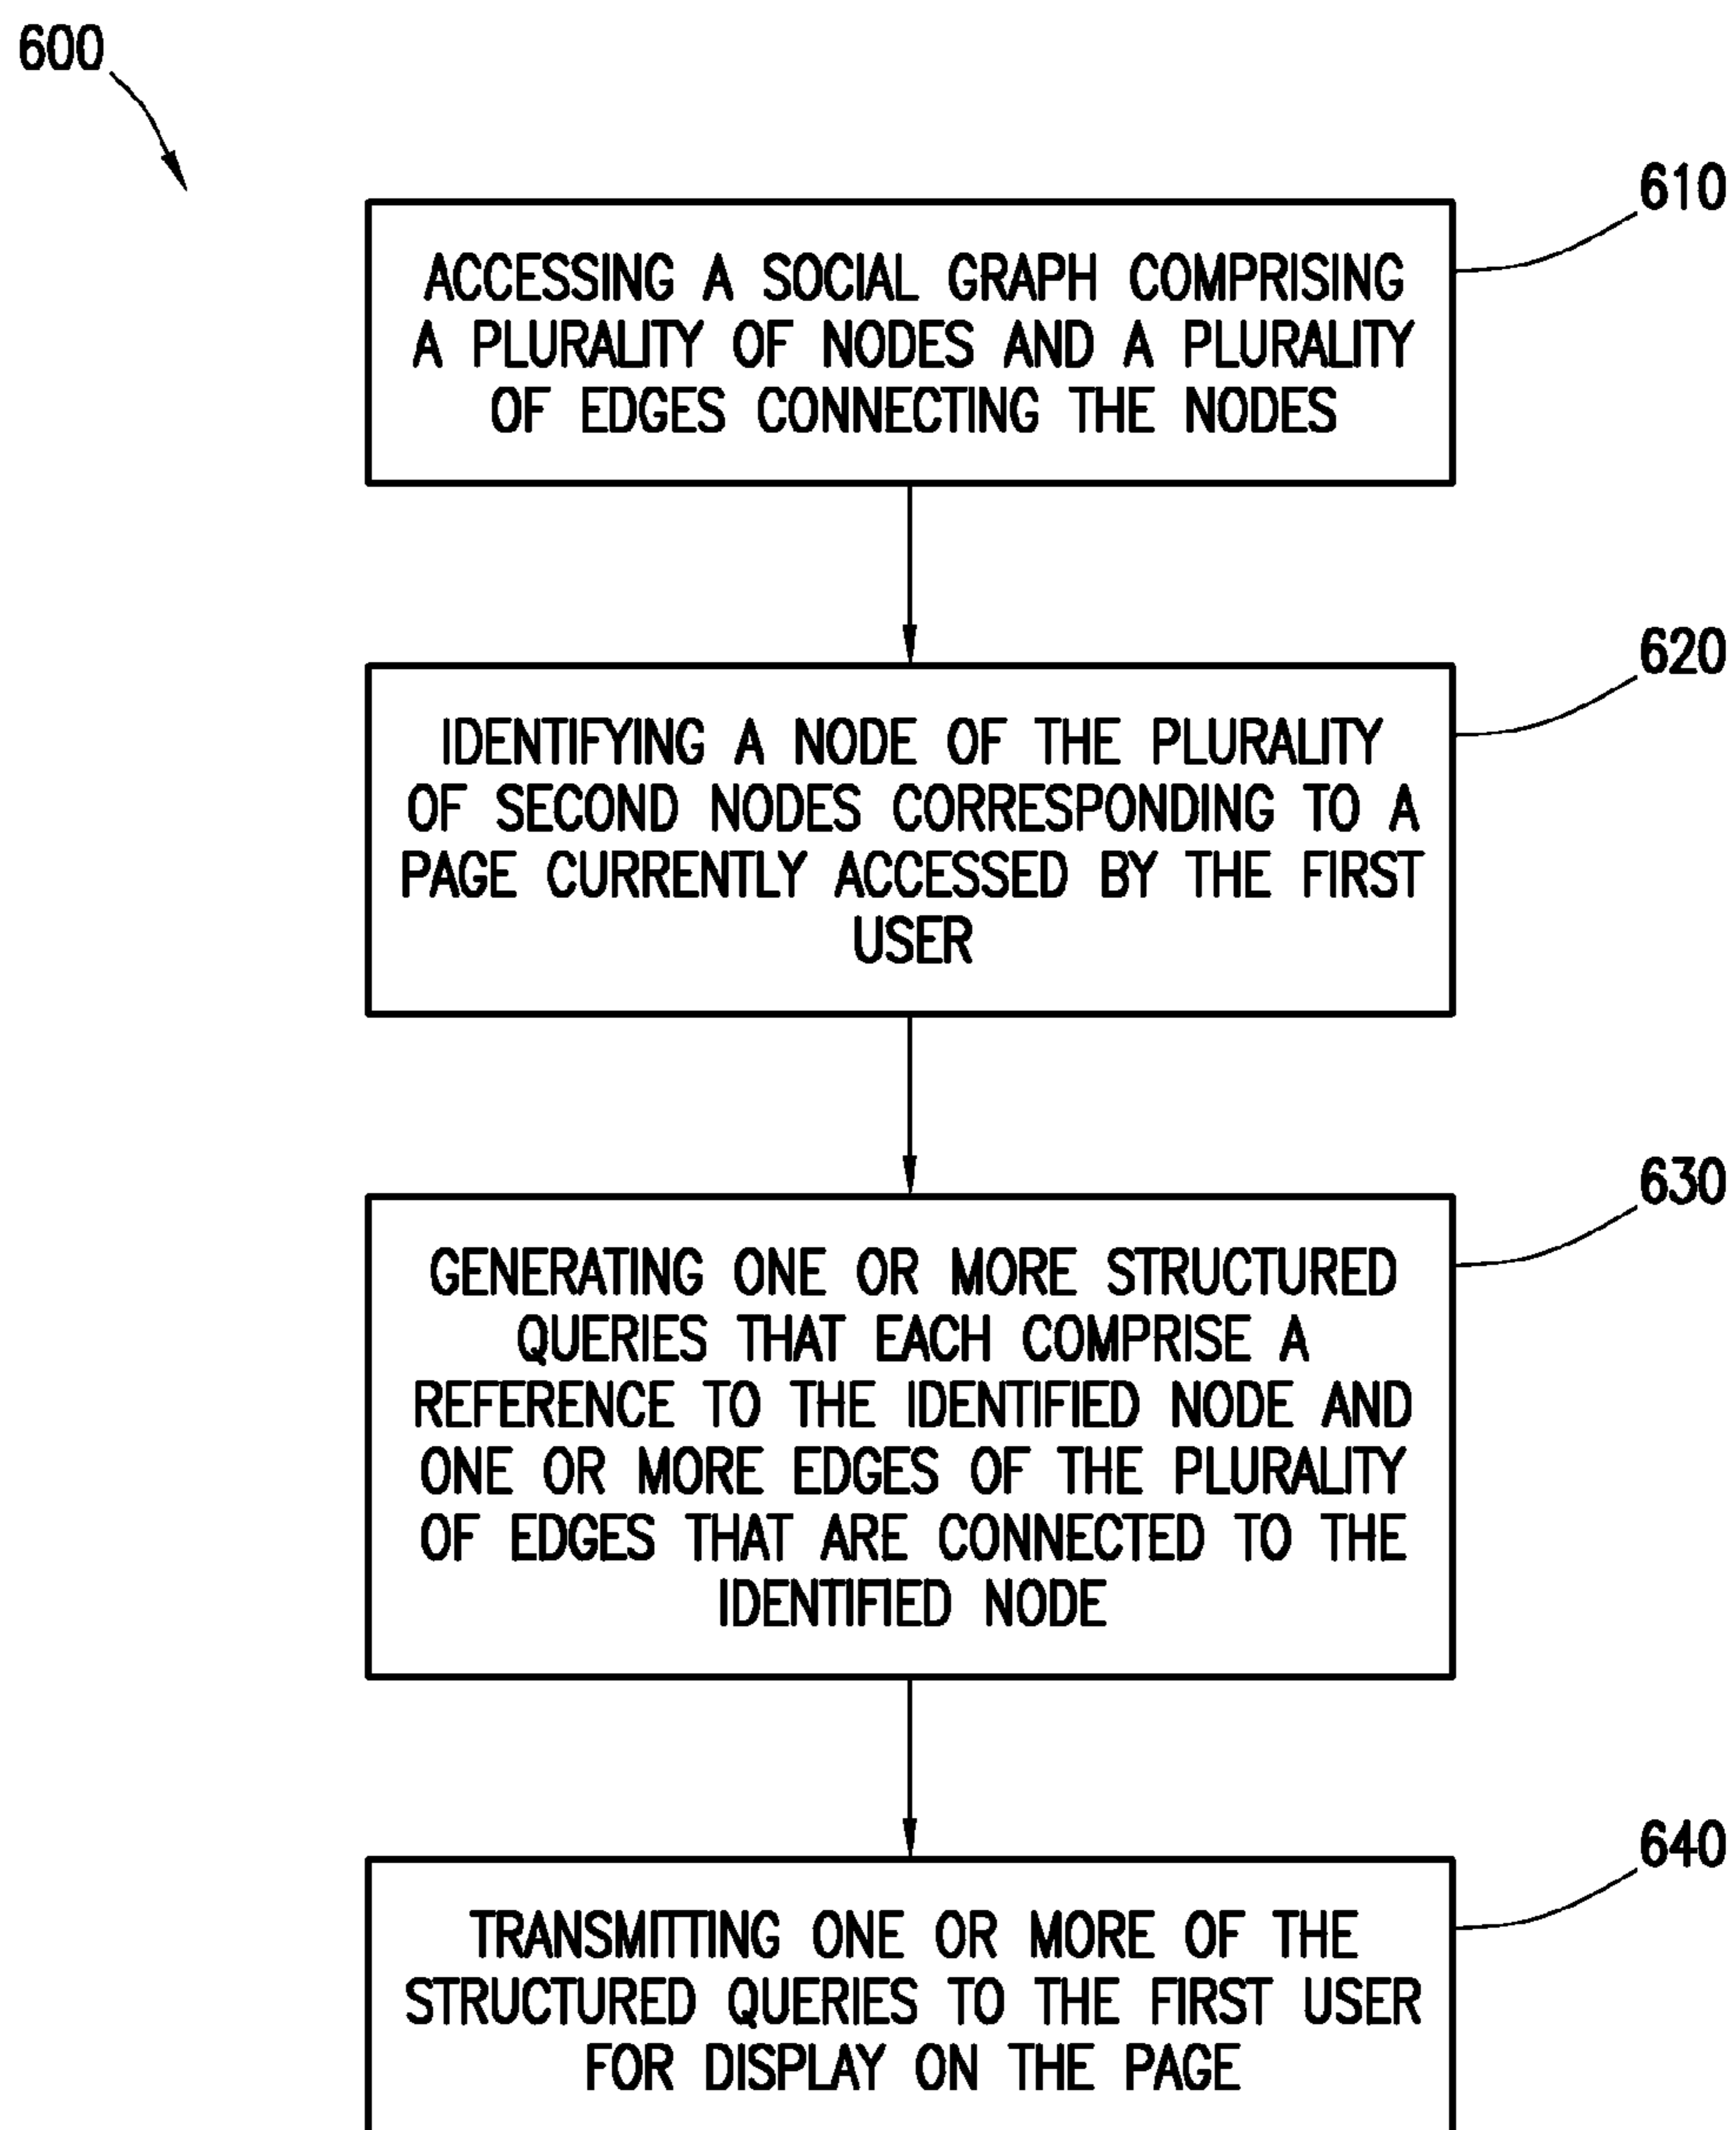 600
610
ACCESSING A SOCIAL GRAPH COMPRISING
A PLURALITY OF NODES AND A PLURALITY
OF EDGES CONNECTING THE NODES
620
IDENTIFYING A NODE OF THE PLURALITY
OF SECOND NODES CORRESPONDING TO A
PAGE CURRENTLY ACCESSED BY THE FIRST
USER
630
GENERATING ONE OR MORE STRUCTURED
QUERIES THAT EACH COMPRISE A
REFERENCE TO THE IDENTIFIED NODE AND
ONE OR MORE EDGES OF THE PLURALITY
OF EDGES THAT ARE CONNECTED TO THE
IDENTIFIED NODE
640
TRANSMITTING ONE OR MORE OF THE
STRUCTURED QUERIES TO THE FIRST USER
FOR DISPLAY ON THE PAGE